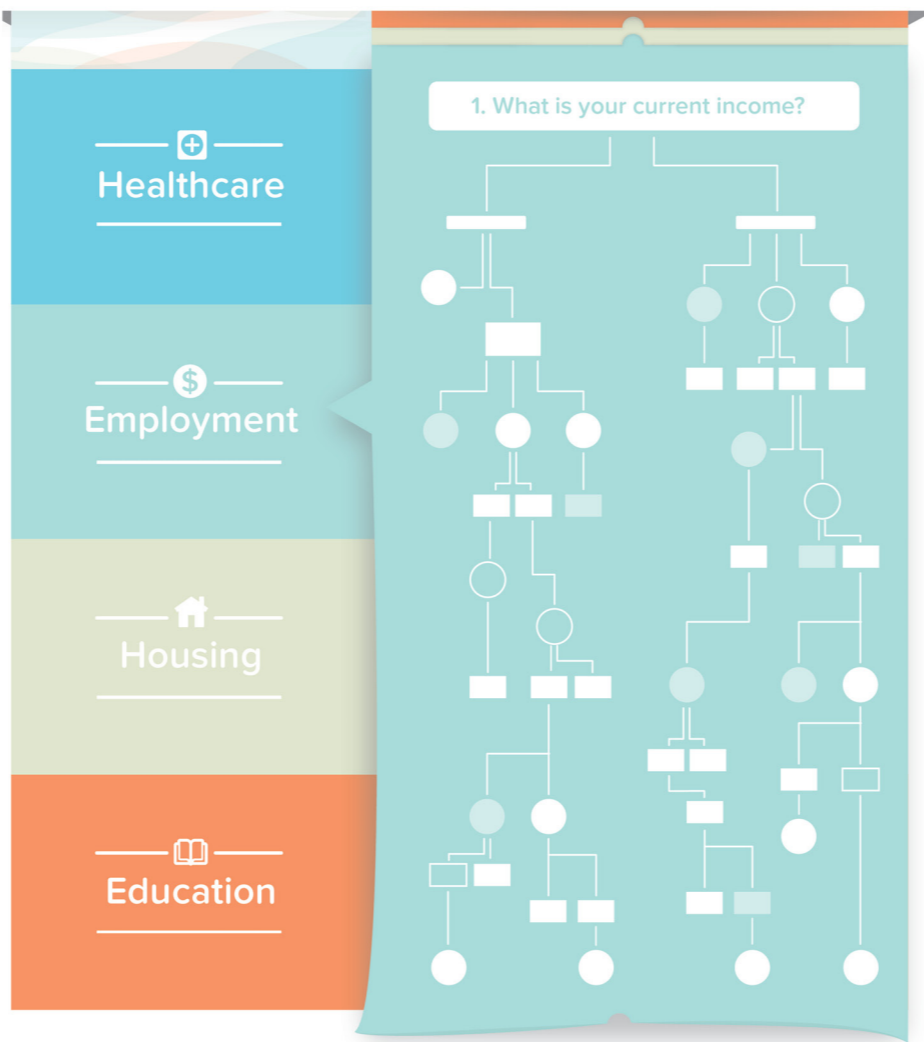 Healthcare
$
Employment
Housing
Education
1. What is your current income?